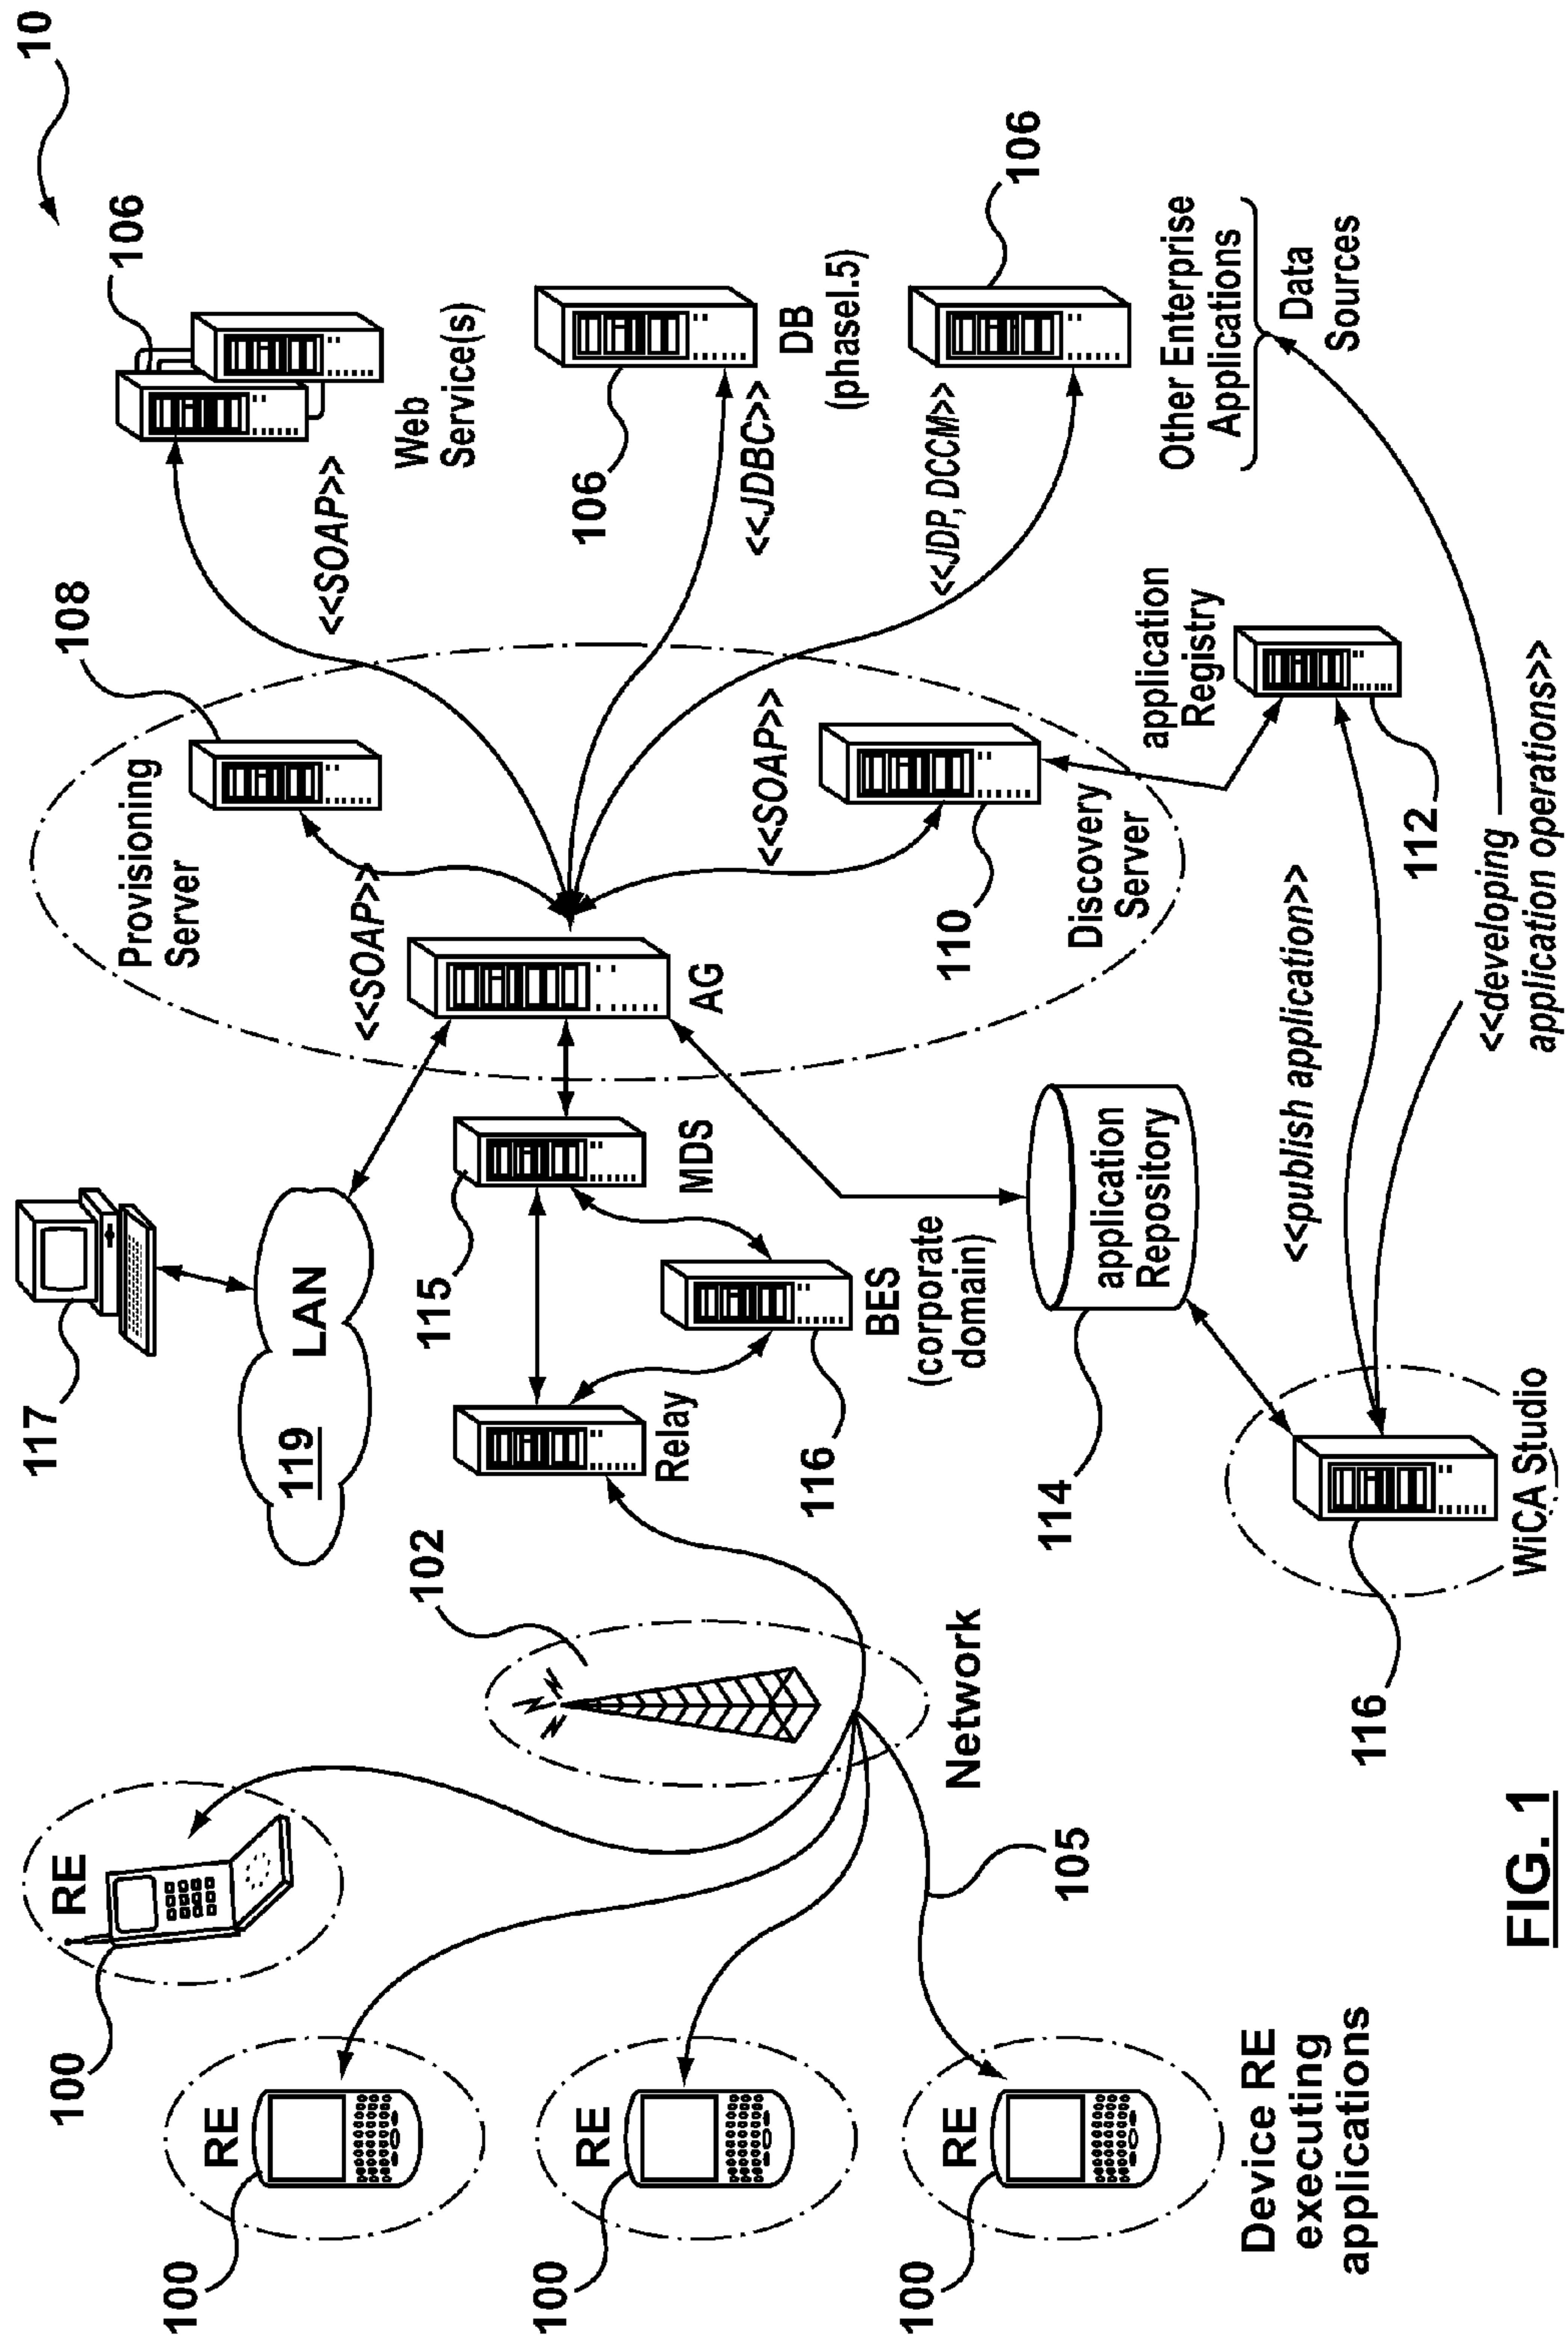 10
117
LAN
119
Provisioning
Server
108
<<SOAP>>
<<SOAP>>
106
Web
Service(s)
RE
100
RE
100
RE
100
RE
100
Device RE
executing
applications
105
102
Network
Relay
115
MDS
116
BES
(corporate
domain)
AG
106
DB
(phaseI.5)
<<JDBC>>
<<JDP, DCCM>>
106
Other Enterprise
Applications
Data
Sources
<<SOAP>>
110
Discovery
Server
application
Registry
112
114
application
Repository
<<publish application>>
<<developing
application operations>>
116
WiCA Studio
FIG. 1